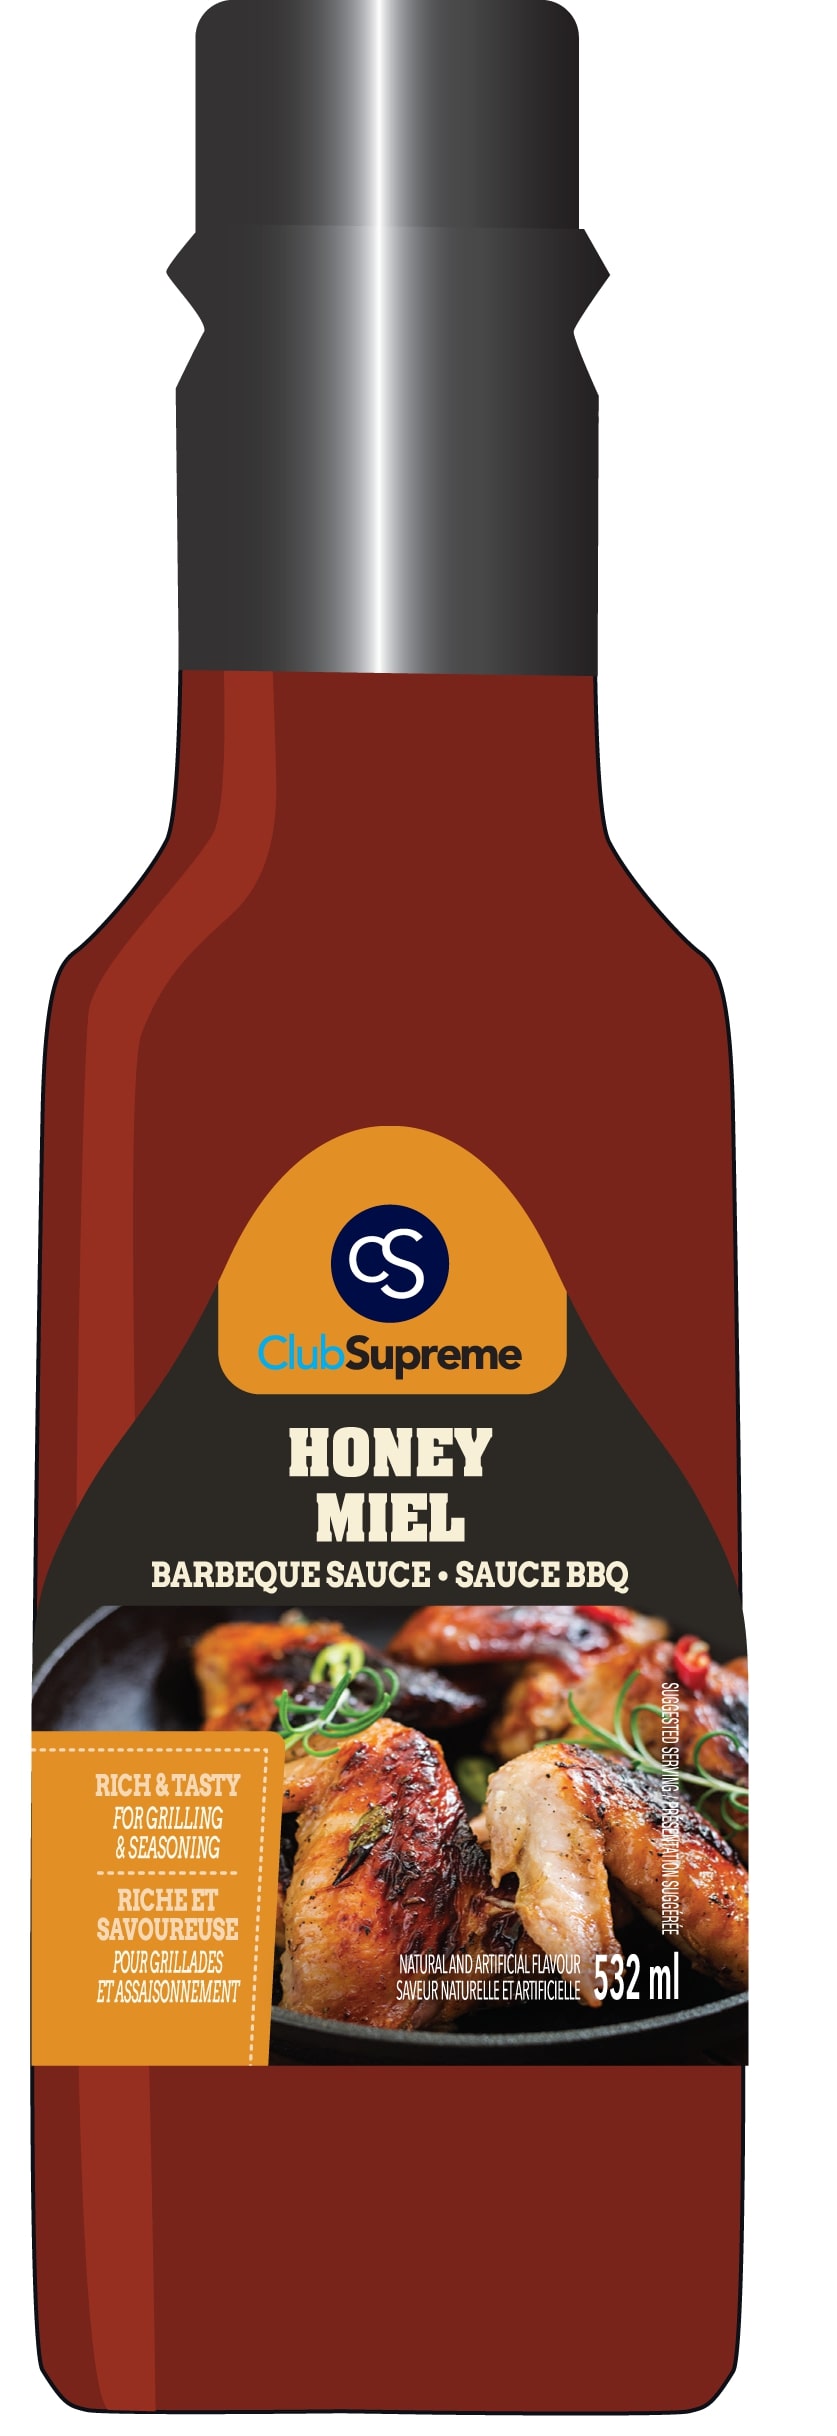 CS
ClubSupreme
HONEY
MIEL
BARBEQUE SAUCE • SAUCE BBQ
SUGGESTED SERVING / PRÉSENTATION SUGGÉRÉE
RICH & TASTY
FOR GRILLING
& SEASONING
RICHE ET
SAVOUREUSE
POUR GRILLADES
ET ASSAISONNEMENT
NATURAL AND ARTIFICIAL FLAVOUR
SAVEUR NATURELLE ET ARTIFICIELLE
532 ml